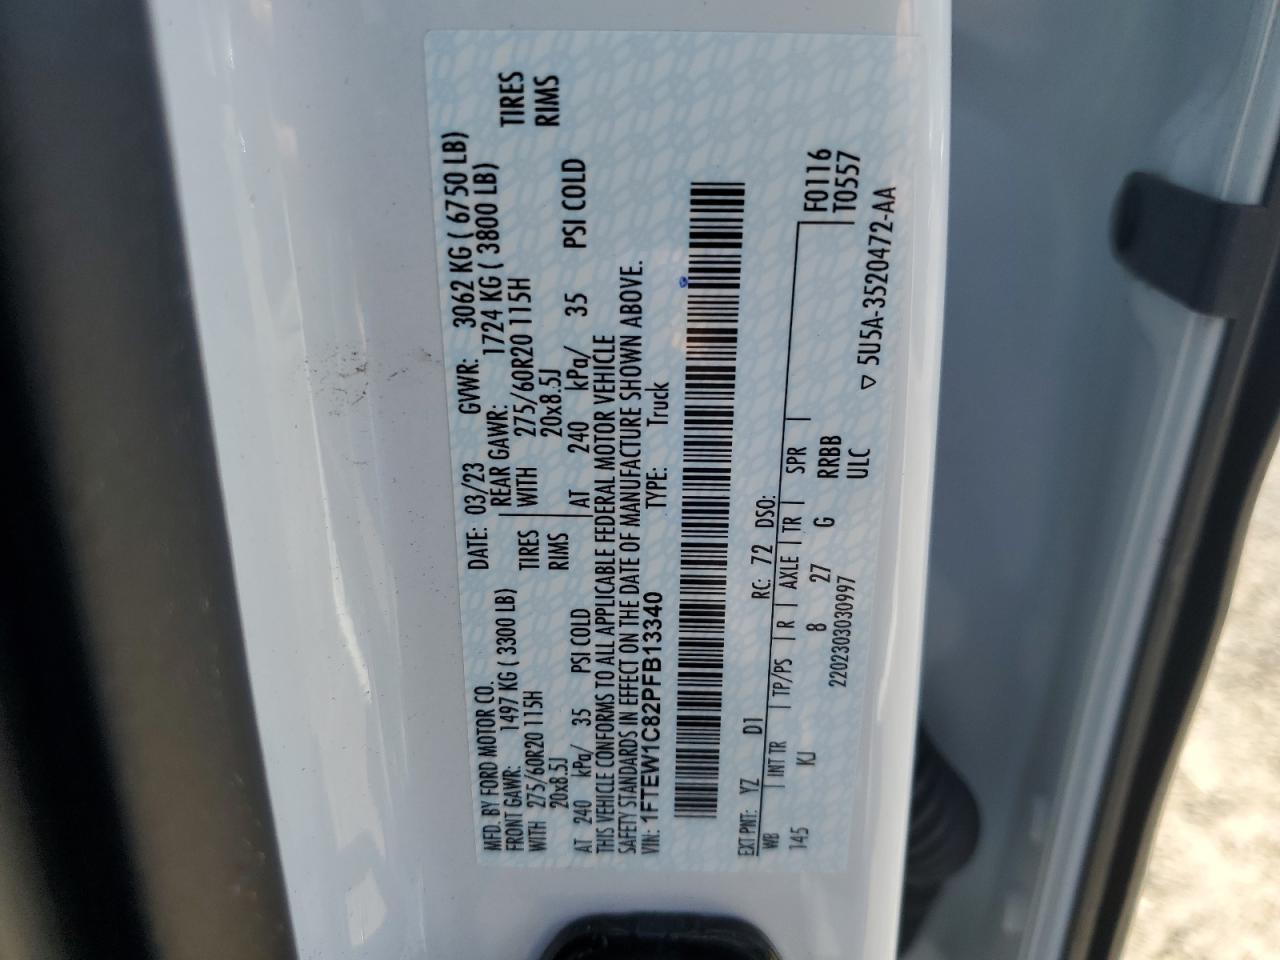 MFD. BY FORD MOTOR CO.
DATE: 03/23 GVWR: 3062 KG ( 6750 LB)
FRONT GAWR: 1497 KG ( 3300 LB) REAR GAWR: 1724 KG ( 3800 LB)
WITH 275/60R20 115H TIRES WITH 275/60R20 115H TIRES
20x8.5J RIMS 20x8.5J RIMS
AT 240 kPa/ 35 PSI COLD AT 240 kPa/ 35 PSI COLD
THIS VEHICLE CONFORMS TO ALL APPLICABLE FEDERAL MOTOR VEHICLE
SAFETY STANDARDS IN EFFECT ON THE DATE OF MANUFACTURE SHOWN ABOVE.
VIN: 1FTEW1C82PFB13340 TYPE: Truck
EXT PNT: YZ D1 RC: 72 DSO:
WB INT TR TP/PS R AXLE TR SPR F0116
145 KJ 8 27 G RRBB T0557
2202303030997 ULC
▽ 5U5A-3520472-AA